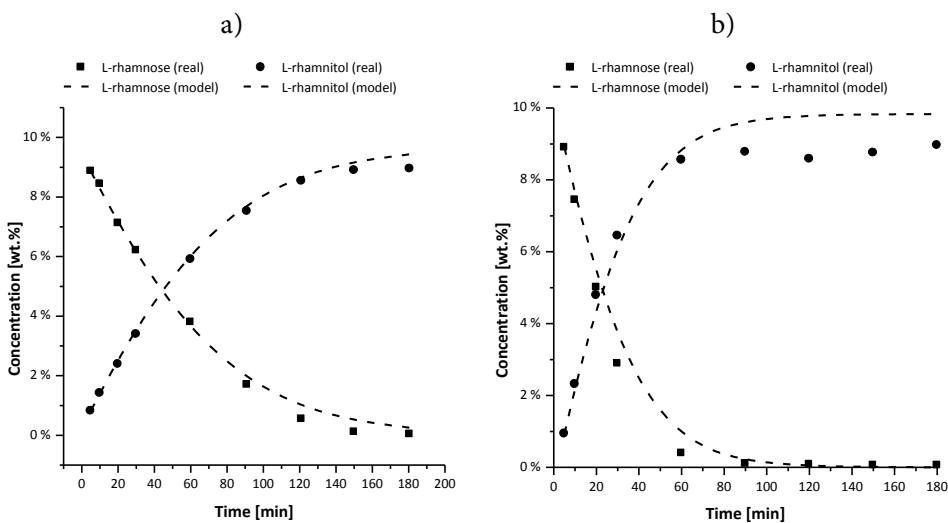 a)
L-rhamnose (real) L-rhamnitol (real)
L-rhamnose (model) L-rhamnitol (model)
10 %
8 %
6 %
4 %
2 %
0 %
Concentration [wt.%]
0 20 40 60 80 100 120 140 160 180 200
Time [min]
b)
L-rhamnose (real) L-rhamnitol (real)
L-rhamnose (model) L-rhamnitol (model)
10 %
8 %
6 %
4 %
2 %
0 %
Concentration [wt.%]
0 20 40 60 80 100 120 140 160 180
Time [min]